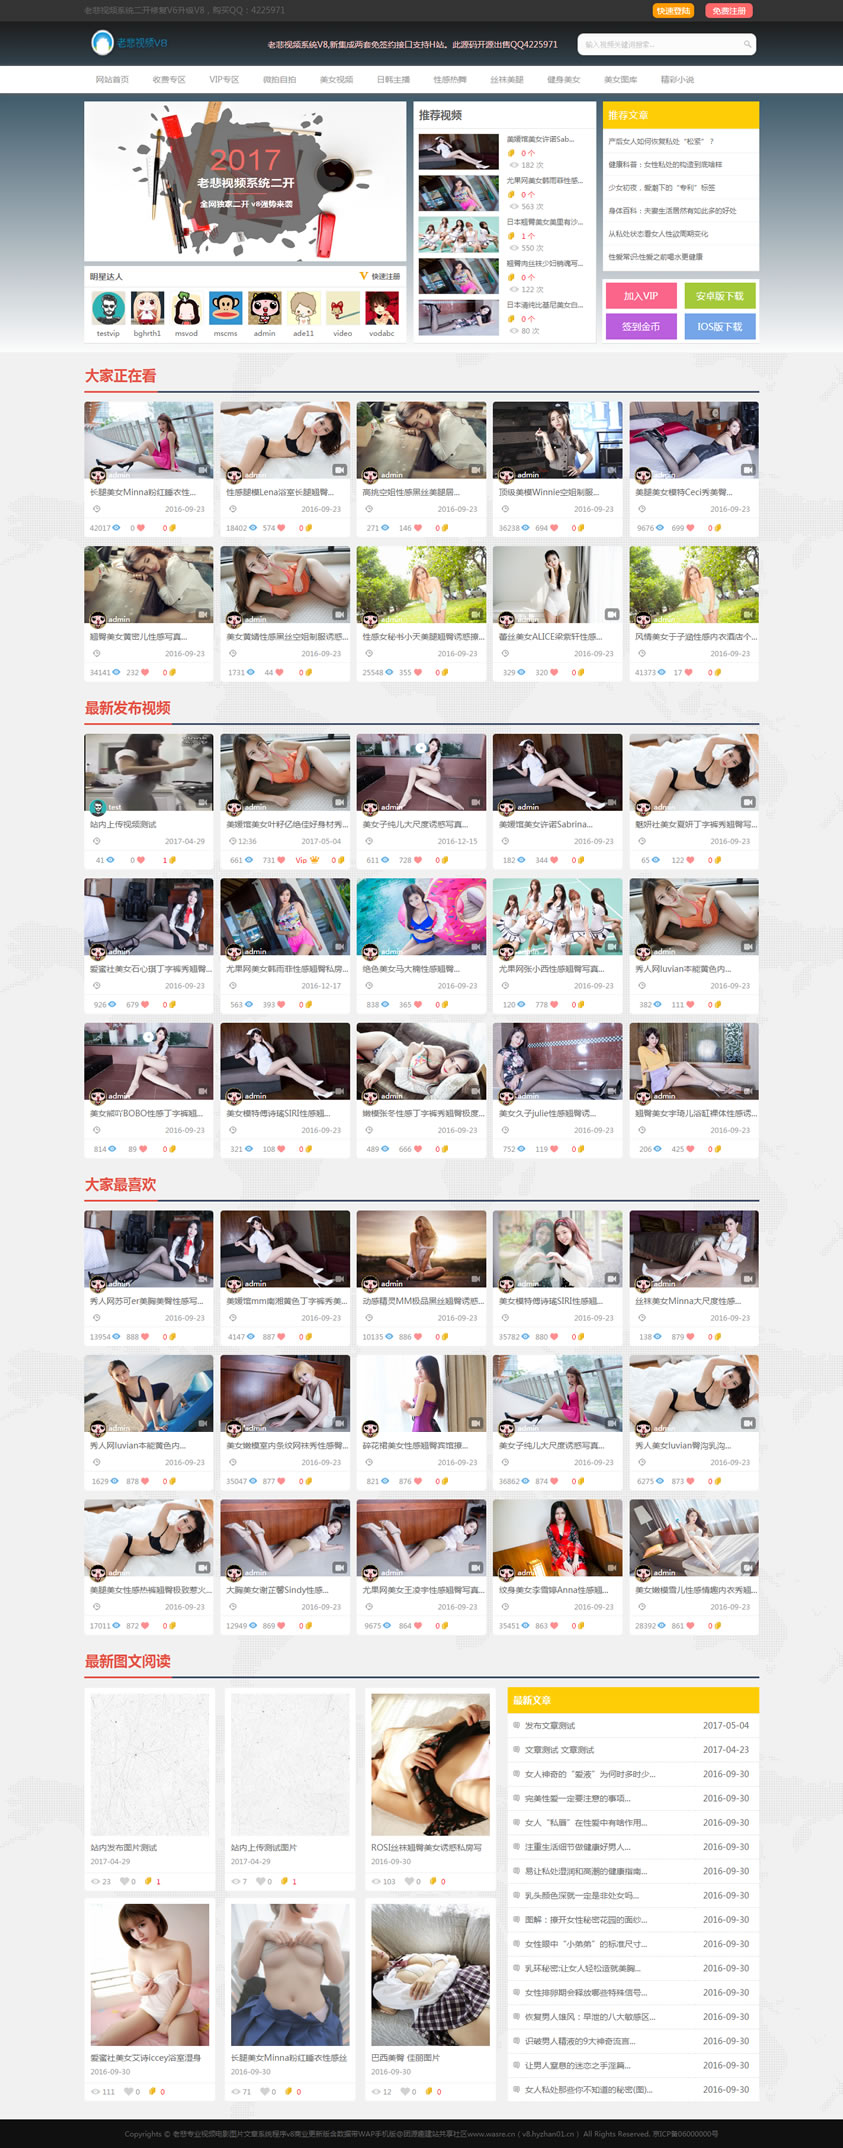 老悲视频系统二开修复V6升级V8，购买QQ：4225971
快速登陆 免费注册
老悲视频V8
老悲视频系统V8,新集成两套免签约接口支持H站。此源码开源出售QQ4225971
输入视频关键词搜索...
网站首页 收费专区 VIP专区 微拍自拍 美女视频 日韩主播 性感热舞 丝袜美腿 健身美女 美女图库 精彩小说
2017
老悲视频系统二开
全网独家二开 v8强势来袭
明星达人 快速注册
testvip bghrth1 msvod mscms admin ade11 video vodabc
推荐视频
美媛馆美女许诺Sab...
0 个
182 次
尤果网美女韩雨菲性感...
0 个
563 次
1 个
550 次
0 个
122 次
0 个
80 次
推荐文章
产后女人如何恢复私处“松紧”？
健康科普：女性私处的构造到底啥样
身体百科：夫妻生活居然有如此多的好处
从私处状态看女人性欲周期变化
性爱常识:性爱之前喝水更健康
加入VIP 安卓版下载
签到金币 IOS版下载
大家正在看
admin admin admin admin admin
长腿美女Minna粉红睡衣性... 性感腿模Lena浴室长腿翘臀... 高挑空姐性感黑丝美腿居... 顶级美模Winnie空姐制服... 美腿美女模特Ceci秀美臀...
2016-09-23 2016-09-23 2016-09-23 2016-09-23 2016-09-23
42017 0 0 18402 574 0 271 146 0 36238 694 0 9676 699 0
admin admin admin admin admin
翘臀美女黄密儿性感写真... 美女黄婧性感黑丝空姐制服诱惑... 性感女秘书小天美腿翘臀诱惑撩... 蕾丝美女ALICE梁紫轩性感... 风情美女于子涵性感内衣酒店个...
2016-09-23 2016-09-23 2016-09-23 2016-09-23 2016-09-23
34141 232 0 1731 44 0 25548 355 0 329 320 0 41373 17 0
最新发布视频
test admin admin admin admin
站内上传视频测试 美媛馆美女叶籽亿绝佳好身材秀... 美女子纯儿大尺度诱惑写真... 美媛馆美女许诺Sabrina... 魅妍社美女夏妍丁字裤秀翘臀写...
2017-04-29 12:36 2017-05-04 2016-12-15 2016-09-23 2016-09-23
41 0 1 661 731 Vip 0 611 728 0 182 344 0 65 122 0
admin admin admin admin admin
爱蜜社美女石心琪丁字裤秀翘臀... 尤果网美女韩雨菲性感翘臀私房... 绝色美女马大楠性感翘臀... 尤果网张小西性感翘臀写真... 秀人网luvian本能黄色内...
2016-09-23 2016-12-17 2016-09-23 2016-09-23 2016-09-23
926 679 0 563 393 0 838 365 0 120 778 0 382 111 0
admin admin admin admin admin
美女熊吖BOBO性感丁字裤翘... 美女模特傅诗瑤SIRI性感翘... 嫩模张冬性感丁字裤秀翘臀极度... 美女久子julie性感翘臀诱... 翘臀美女宇琦儿浴缸裸体性感诱...
2016-09-23 2016-09-23 2016-09-23 2016-09-23 2016-09-23
814 89 0 321 108 0 489 666 0 752 119 0 206 425 0
大家最喜欢
admin admin admin admin admin
秀人网苏可er美胸美臀性感写... 美媛馆mm南湘黄色丁字裤秀美... 动感精灵MM极品黑丝翘臀诱惑... 美女模特傅诗瑤SIRI性感翘... 丝袜美女Minna大尺度性感...
2016-09-23 2016-09-23 2016-09-23 2016-09-23 2016-09-23
13954 888 0 4147 887 0 10135 886 0 35782 880 0 138 879 0
admin admin admin admin admin
秀人网luvian本能黄色内... 美女嫩模室内条纹网袜秀性感臀... 碎花裙美女性感翘臀宾馆撩... 美女子纯儿大尺度诱惑写真... 秀人美女luvian臀沟乳沟...
2016-09-23 2016-09-23 2016-09-23 2016-09-23 2016-09-23
1629 878 0 35047 877 0 821 876 0 36862 874 0 6275 873 0
admin admin admin admin admin
美腿美女性感热裤翘臀极致惹火... 大胸美女谢芷馨Sindy性感... 尤果网美女王凌宇性感翘臀写真... 纹身美女李雪婷Anna性感翘... 美女嫩模雪儿性感情趣内衣秀翘...
2016-09-23 2016-09-23 2016-09-23 2016-09-23 2016-09-23
17011 872 0 12949 869 0 9675 864 0 35451 863 0 28392 861 0
最新图文阅读
站内发布图片测试 站内上传测试图片 ROSI丝袜翘臀美女诱惑私房写
2017-04-29 2017-04-29 2016-09-30
23 0 1 7 0 1 103 0 0
爱蜜社美女艾诗iccey浴室湿身 长腿美女Minna粉红睡衣性感丝 巴西美臀 佳丽图片
2016-09-30 2016-09-30 2016-09-30
111 0 0 71 0 0 12 0 0
最新文章
发布文章测试 2017-05-04
文章测试 文章测试 2017-04-23
女人神奇的“爱液”为何时多时少... 2016-09-30
完美性爱一定要注意的事项... 2016-09-30
女人“私唇”在性爱中有啥作用... 2016-09-30
注重生活细节做健康好男人... 2016-09-30
易让私处湿润和高潮的健康指南... 2016-09-30
乳头颜色深就一定是非处女吗... 2016-09-30
图解：撩开女性秘密花园的面纱... 2016-09-30
女性眼中“小弟弟”的标准尺寸... 2016-09-30
乳环秘密:让女人轻松造就美胸... 2016-09-30
女性排卵期会释放哪些特殊信号... 2016-09-30
恢复男人雄风：早泄的八大敏感区... 2016-09-30
识破男人精液的9大神奇流言... 2016-09-30
让男人窒息的迷恋之手淫篇... 2016-09-30
女人私处那些你不知道的秘密(图)... 2016-09-30
Copyrights © 老悲专业视频电影图片文章系统程序v8商业更新版含数据带WAP手机版@团源鹿建站共享社区www.wasre.cn ( v8.hyzhan01.cn ) All Rights Reserved. 京ICP备06000000号